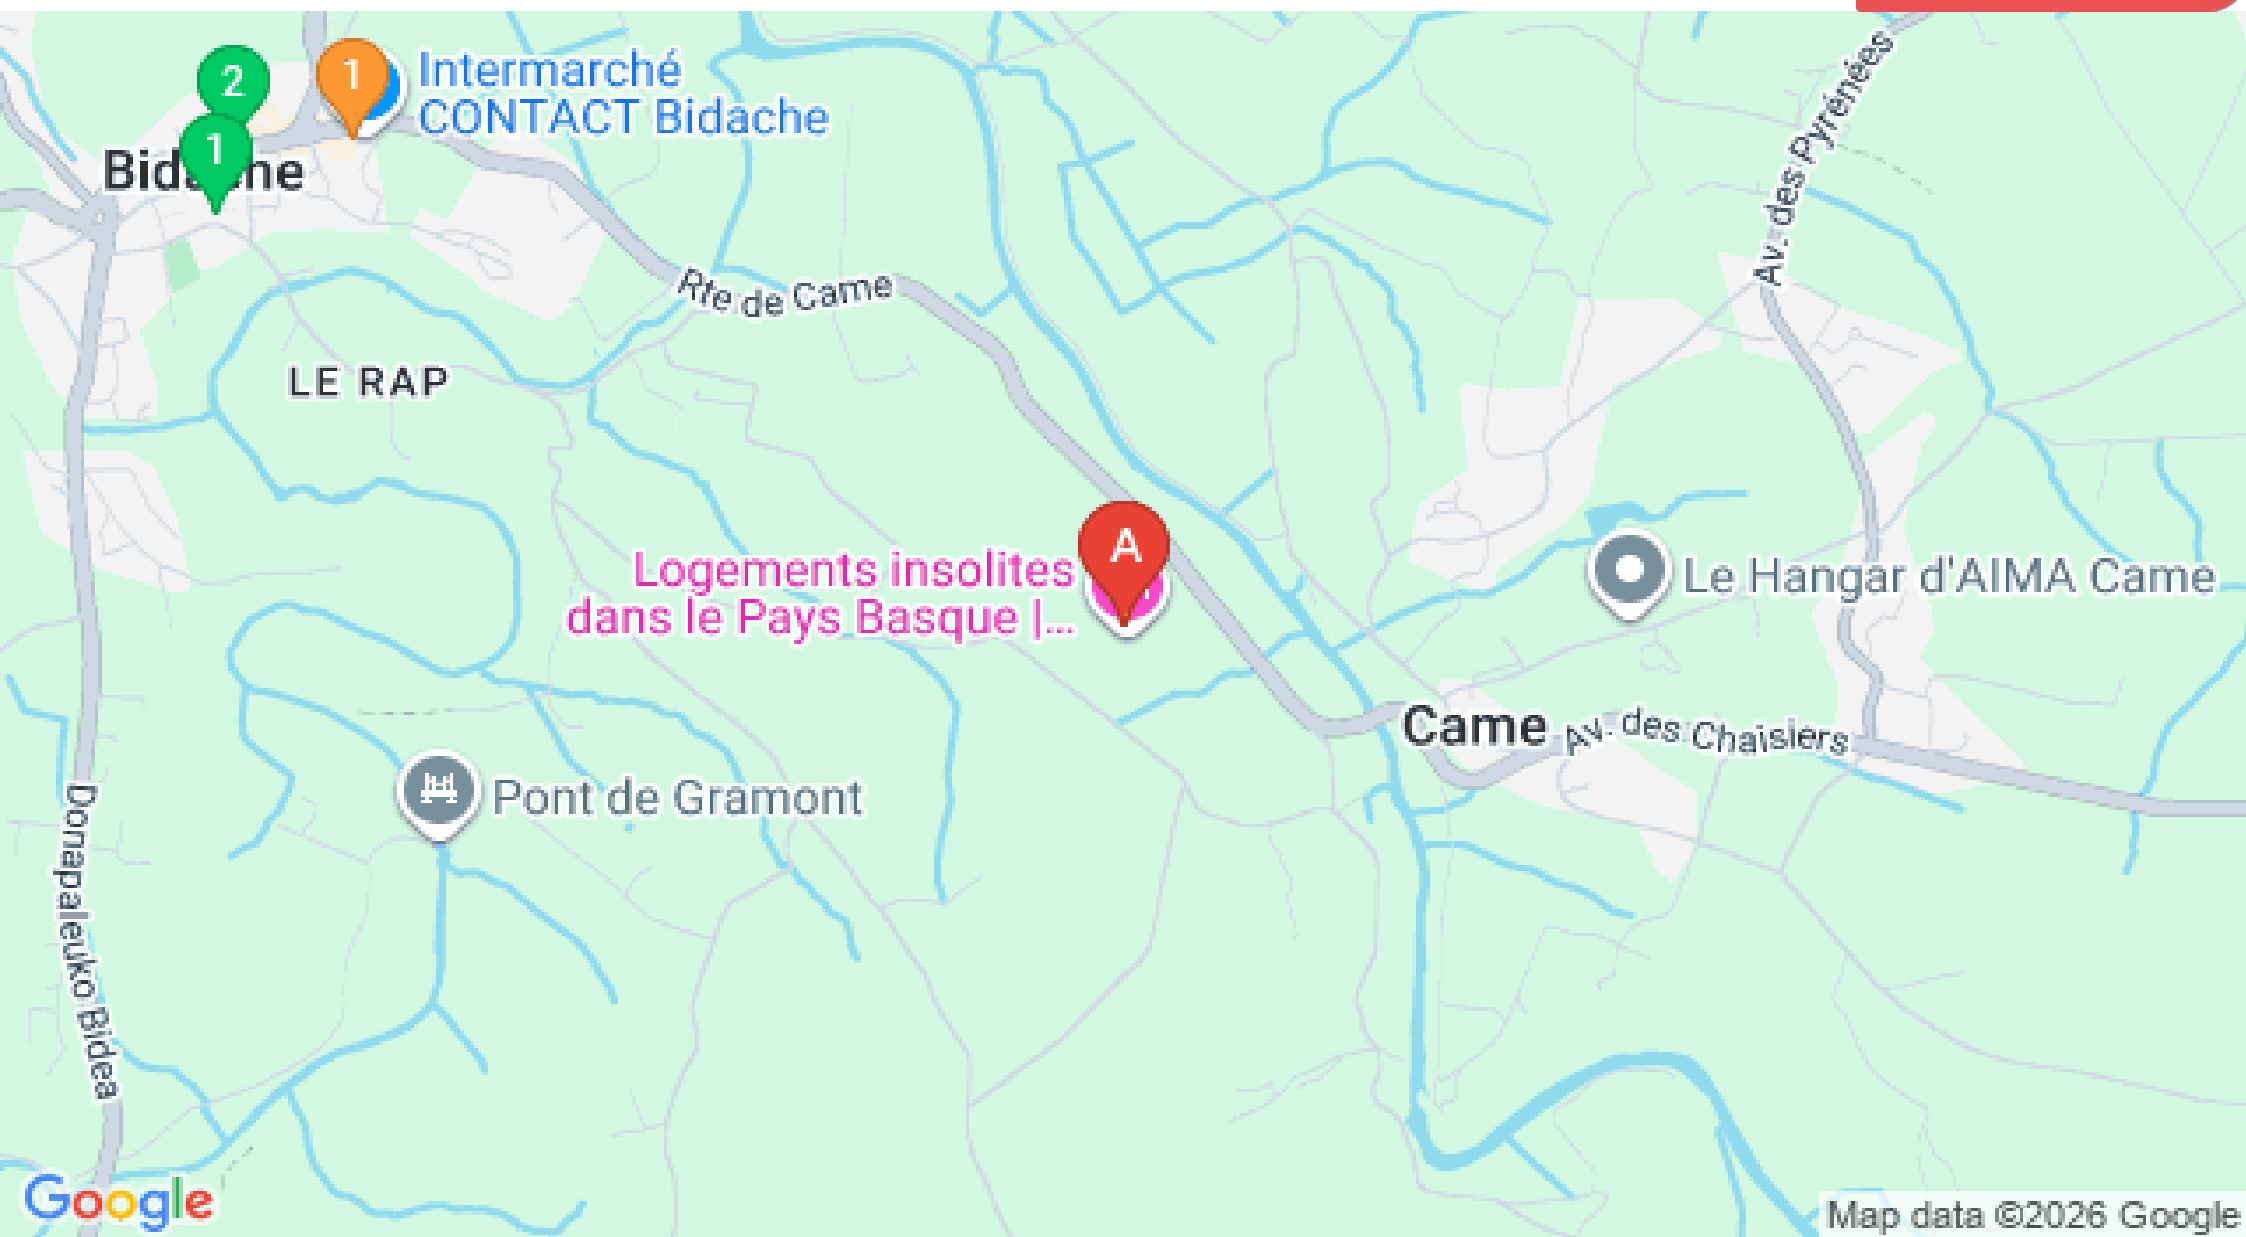 2
1
Intermarché
CONTACT Bidache
1
Av. des Pyrénées
Rte de Came
LE RAP
A
Logements insolites
dans le Pays Basque |...
Le Hangar d'AIMA Came
Came
Av. des Chaisiers
Pont de Gramont
Donapaleuko Bidea
Google
Map data ©2026 Google